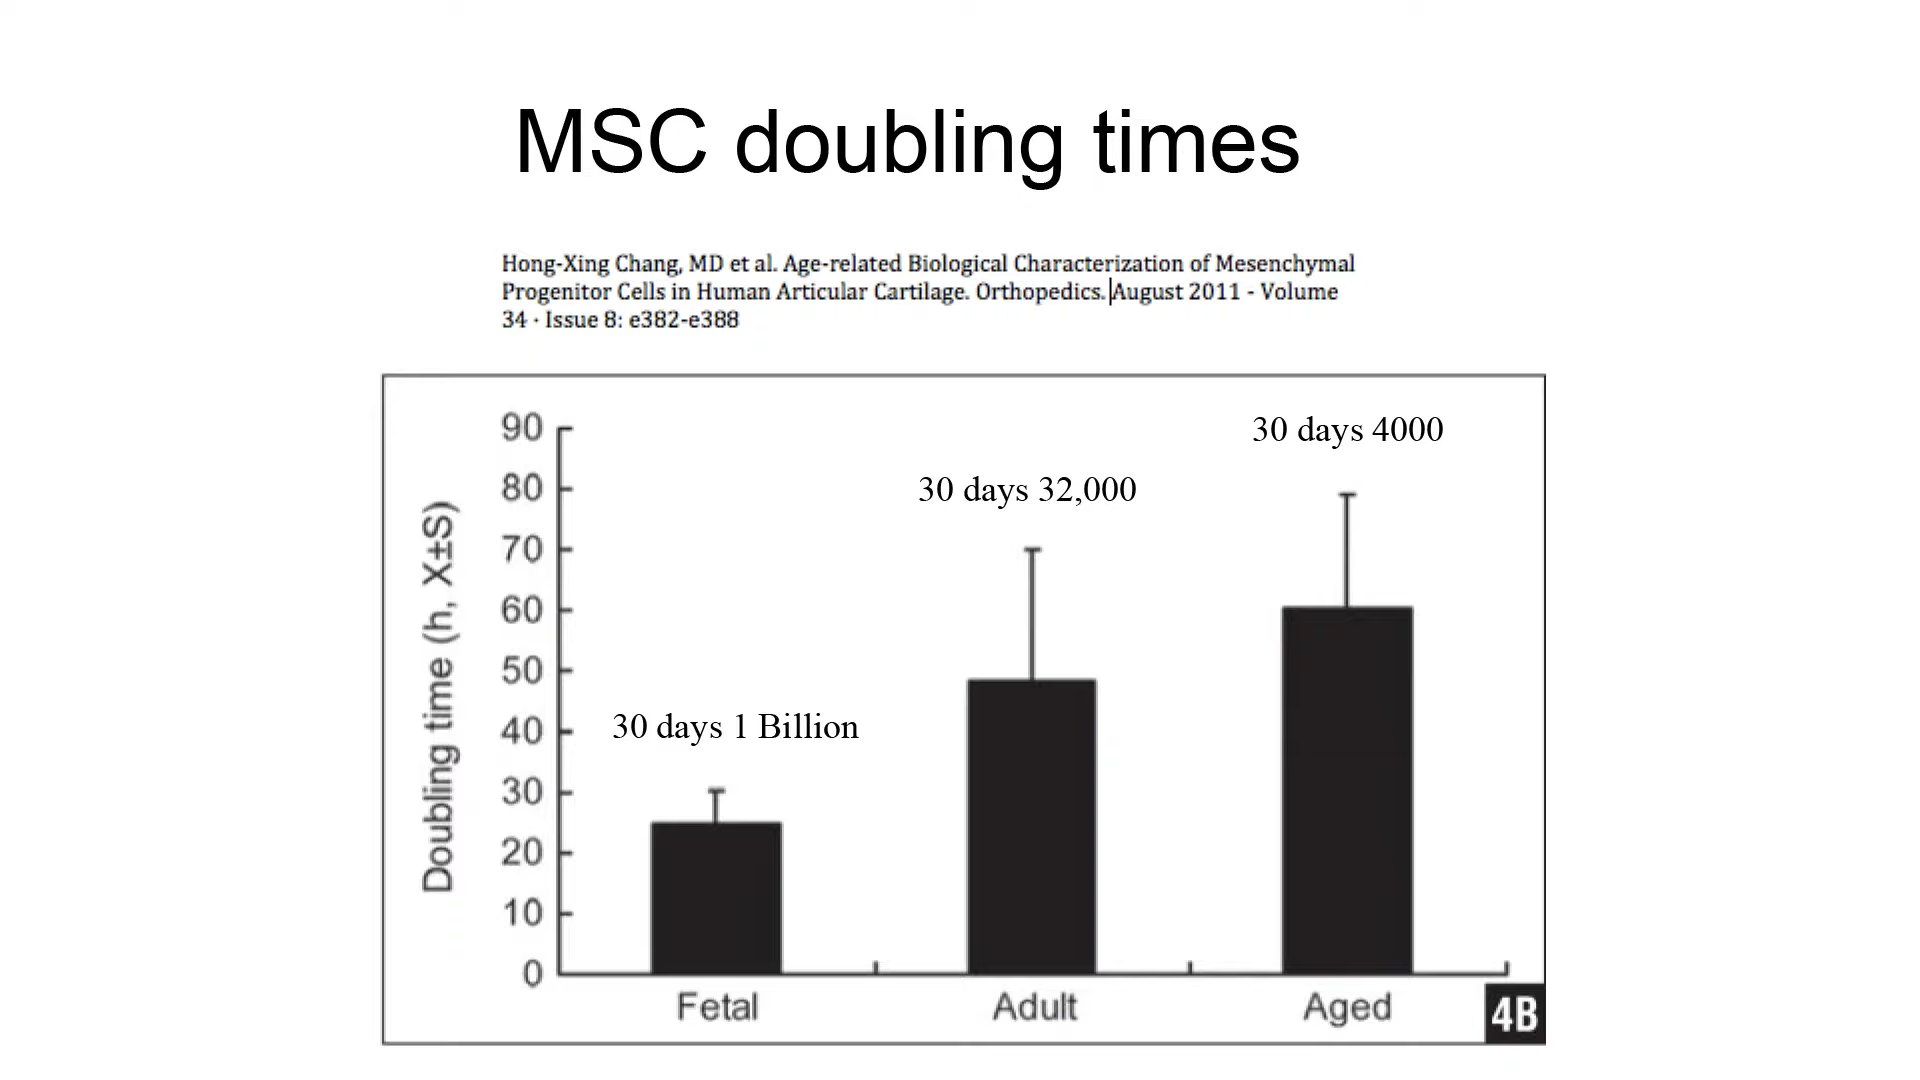 MSC doubling times
Hong-Xing Chang, MD et al. Age-related Biological Characterization of Mesenchymal
Progenitor Cells in Human Articular Cartilage. Orthopedics. August 2011 - Volume
34 · Issue 8: e382-e388
Doubling time (h, X±S)
90
80
70
60
50
40
30
20
10
0
30 days 1 Billion
30 days 32,000
30 days 4000
Fetal
Adult
Aged
4B